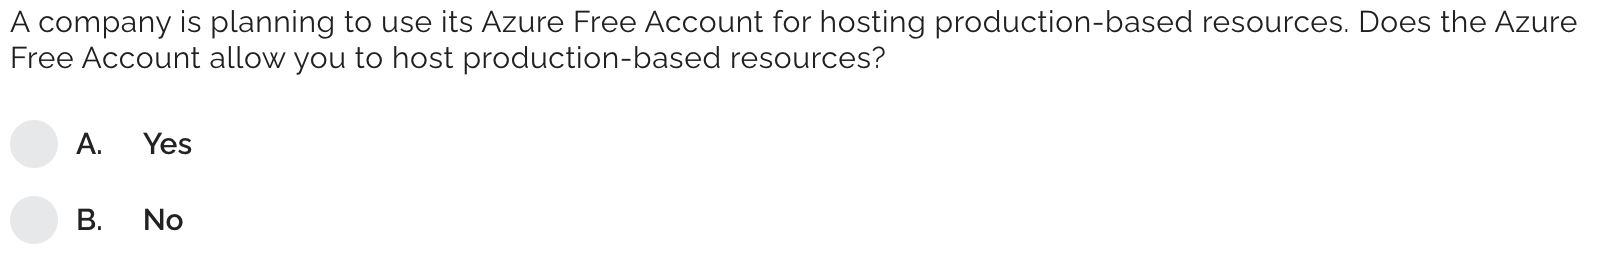 A company is planning to use its Azure Free Account for hosting production-based resources. Does the Azure
Free Account allow you to host production-based resources?
A. Yes
B. No